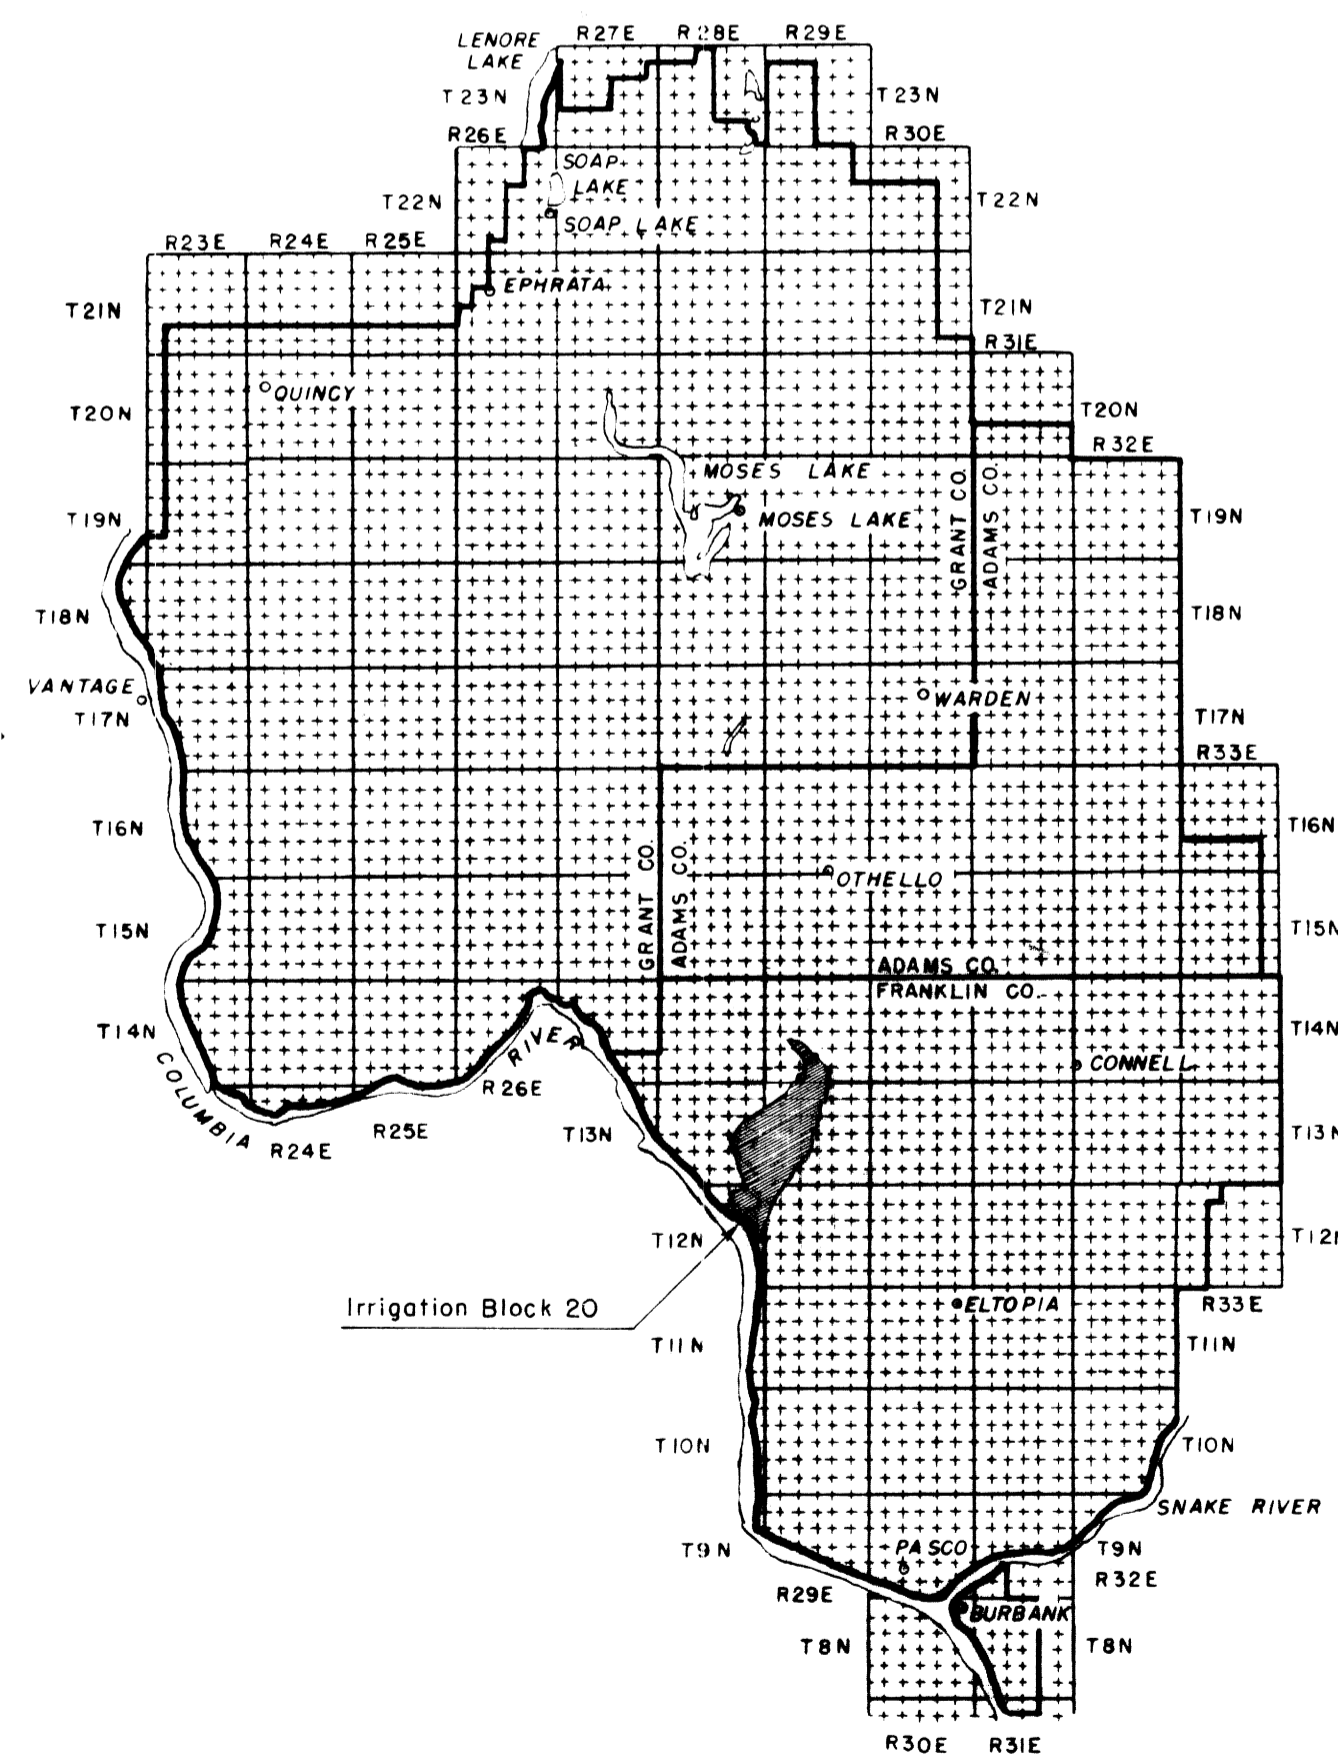 LENORE
LAKE
R27E
R28E
R29E
T23N
T23N
R26E
R30E
SOAP
LAKE
T22N
T22N
SOAP LAKE
R23E
R24E
R25E
EPHRATA
T21N
T21N
R31E
QUINCY
T20N
T20N
R32E
MOSES LAKE
MOSES LAKE
T19N
T19N
GRANT CO.
ADAMS CO.
T18N
T18N
VANTAGE
WARDEN
T17N
T17N
R33E
T16N
T16N
GRANT CO.
ADAMS CO.
OTHELLO
T15N
T15N
ADAMS CO.
FRANKLIN CO.
T14N
T14N
COLUMBIA
RIVER
CONNELL
R26E
R25E
R24E
T13N
T13N
T12N
T12N
Irrigation Block 20
ELTOPIA
R33E
T11N
T11N
T10N
T10N
SNAKE RIVER
T9N
PASCO
T9N
R32E
R29E
BURBANK
T8N
T8N
R30E
R31E